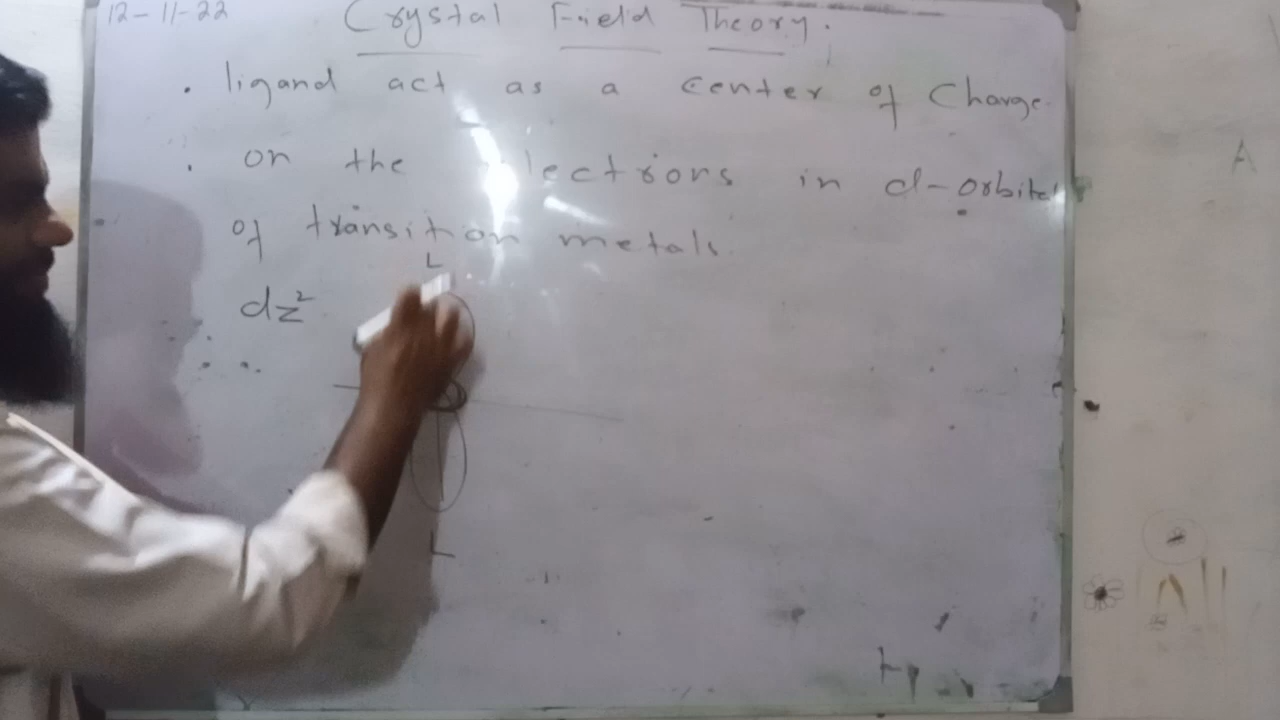 12-11-22
Crystal Field Theory.
. ligand act as a center of Charge.
. on the lectrons in d-orbital
of transition metals.
L
dz²
L
A